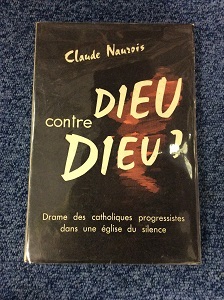 Claude Naurois
DIEU
contre
DIEU?
Drame des catholiques progressistes
dans une église du silence